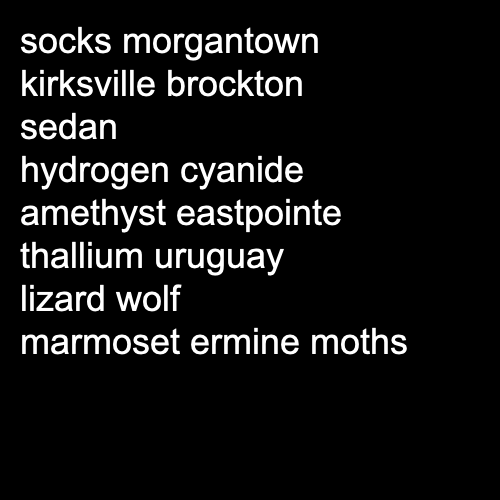 socks morgantown
kirksville brockton
sedan
hydrogen cyanide
amethyst eastpointe
thallium uruguay
lizard wolf
marmoset ermine moths